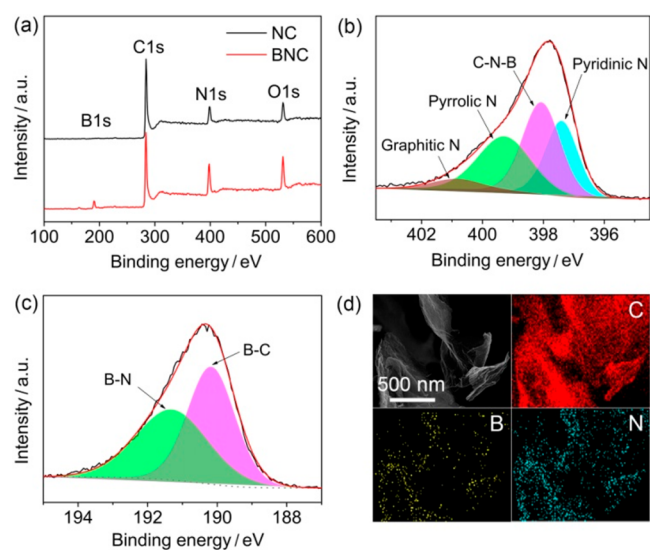 (a)
NC
BNC
C1s
B1s
N1s
O1s
Intensity / a.u.
100 200 300 400 500 600
Binding energy / eV
(b)
C-N-B
Pyridinic N
Pyrrolic N
Graphitic N
Intensity / a.u.
402 400 398 396
Binding energy / eV
(c)
B-C
B-N
Intensity / a.u.
194 192 190 188
Binding energy / eV
(d)
C
500 nm
B
N